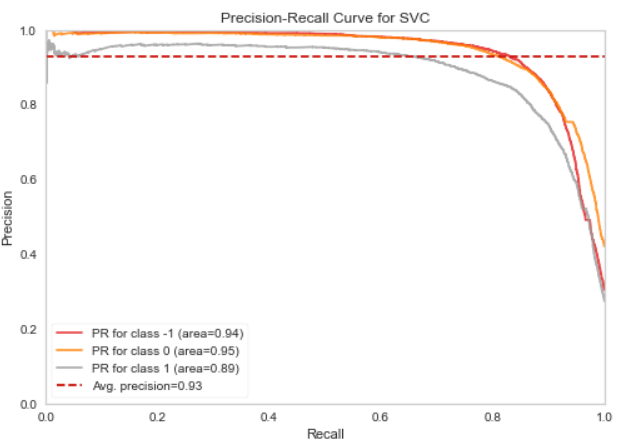 Precision-Recall Curve for SVC
1.0
0.8
0.6
0.4
0.2
0.0
Precision
PR for class -1 (area=0.94)
PR for class 0 (area=0.95)
PR for class 1 (area=0.89)
Avg. precision=0.93
0.0 0.2 0.4 0.6 0.8 1.0
Recall